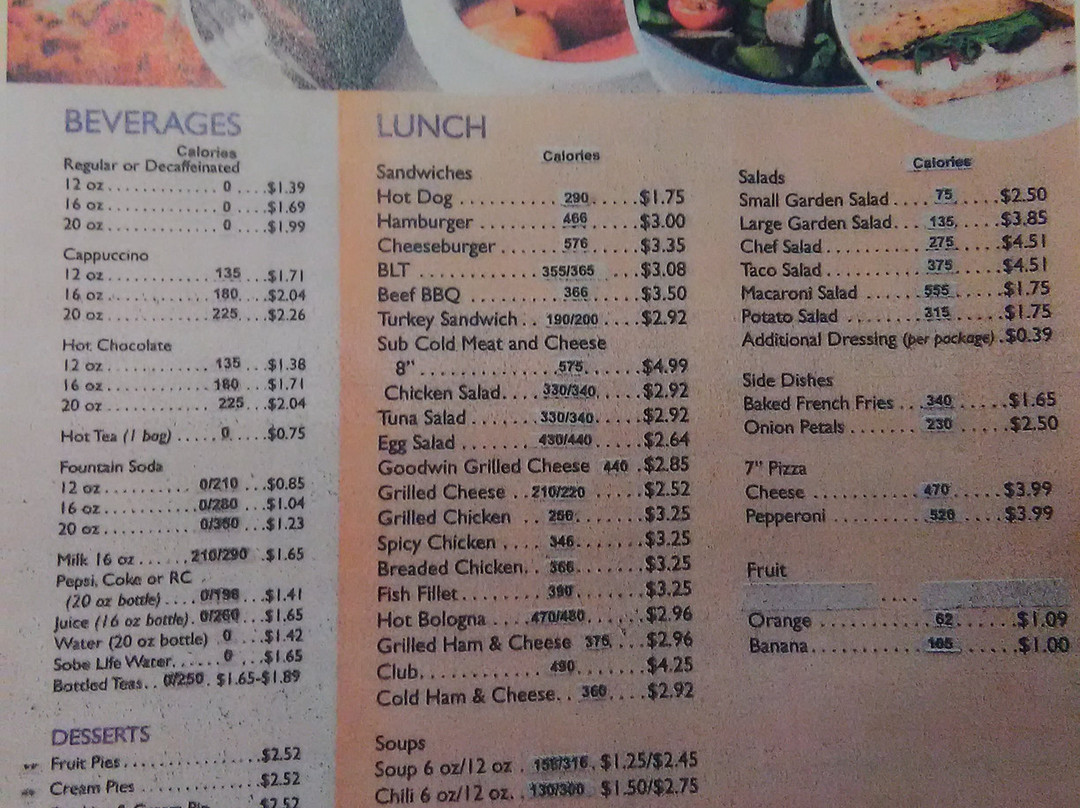 BEVERAGES
Calories
Regular or Decaffeinated
12 oz............... 0 ....$1.39
16 oz............... 0 ....$1.69
20 oz............... 0 ....$1.99
Cappuccino
12 oz............... 135 ...$1.71
16 oz............... 180....$2.04
20 oz............... 225....$2.26
Hot Chocolate
12 oz............... 135 ...$1.38
16 oz............... 180 ...$1.71
20 oz............... 225...$2.04
Hot Tea (1 bag) ..... 0 ....$0.75
Fountain Soda
12 oz.......... 0/210 ...$0.85
16 oz.......... 0/280 ...$1.04
20 oz.......... 0/360 ...$1.23
Milk 16 oz...... 210/290 .$1.65
Pepsi, Coke or RC
(20 oz bottle).... 0/198 ...$1.41
Juice (16 oz bottle). 0/260 ...$1.65
Water (20 oz bottle) 0 ...$1.42
Sobe Life Water....... 0 ...$1.65
Bottled Teas.. 0/250 . $1.65-$1.89
DESSERTS
Fruit Pies..................$2.52
Cream Pies ................$2.52
$2.52
LUNCH
Calories
Sandwiches
Hot Dog .......... 290 .....$1.75
Hamburger ........ 466 .....$3.00
Cheeseburger ...... 576 .....$3.35
BLT ............ 355/365 ...$3.08
Beef BBQ ......... 366 .....$3.50
Turkey Sandwich .. 190/200 ....$2.92
Sub Cold Meat and Cheese
8" ............. 575 ......$4.99
Chicken Salad.... 330/340 .....$2.92
Tuna Salad ....... 330/340 .....$2.92
Egg Salad ........ 430/440 .....$2.64
Goodwin Grilled Cheese 440 .$2.85
Grilled Cheese .. 210/220 ......$2.52
Grilled Chicken .. 256 .......$3.25
Spicy Chicken .... 346 .......$3.25
Breaded Chicken.. 366 .......$3.25
Fish Fillet........ 390 .......$3.25
Hot Bologna .... 470/480 .....$2.96
Grilled Ham & Cheese 376 ....$2.96
Club............ 490 .......$4.25
Cold Ham & Cheese.. 360 ....$2.92
Soups
Soup 6 oz/12 oz . 158/316 . $1.25/$2.45
Chili 6 oz/12 oz.. 130/300 . $1.50/$2.75
Calories
Salads
Small Garden Salad.... 75 .....$2.50
Large Garden Salad... 135 .....$3.85
Chef Salad........... 275 .....$4.51
Taco Salad........... 375 .....$4.51
Macaroni Salad ...... 555 .....$1.75
Potato Salad ........ 315 .....$1.75
Additional Dressing (per package) .$0.39
Side Dishes
Baked French Fries ... 340 ......$1.65
Onion Petals ........ 230 ......$2.50
7" Pizza
Cheese ........... 470 .....$3.99
Pepperoni ......... 520 .....$3.99
Fruit
Orange ............ 62 .......$1.09
Banana............ 105 ......$1.00